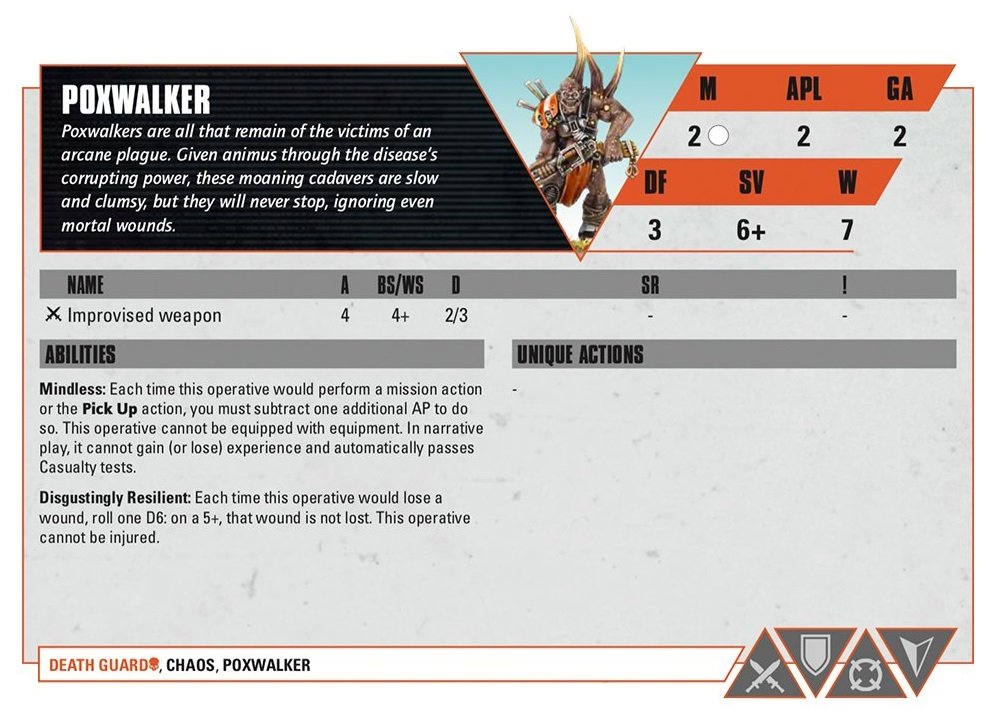 POXWALKER
Poxwalkers are all that remain of the victims of an
arcane plague. Given animus through the disease's
corrupting power, these moaning cadavers are slow
and clumsy, but they will never stop, ignoring even
mortal wounds.
M APL GA
2 2 2
DF SV W
3 6+ 7
NAME A BS/WS D SR !
Improvised weapon 4 4+ 2/3 - -
ABILITIES
Mindless: Each time this operative would perform a mission action
or the Pick Up action, you must subtract one additional AP to do
so. This operative cannot be equipped with equipment. In narrative
play, it cannot gain (or lose) experience and automatically passes
Casualty tests.
Disgustingly Resilient: Each time this operative would lose a
wound, roll one D6: on a 5+, that wound is not lost. This operative
cannot be injured.
UNIQUE ACTIONS
-
DEATH GUARD, CHAOS, POXWALKER